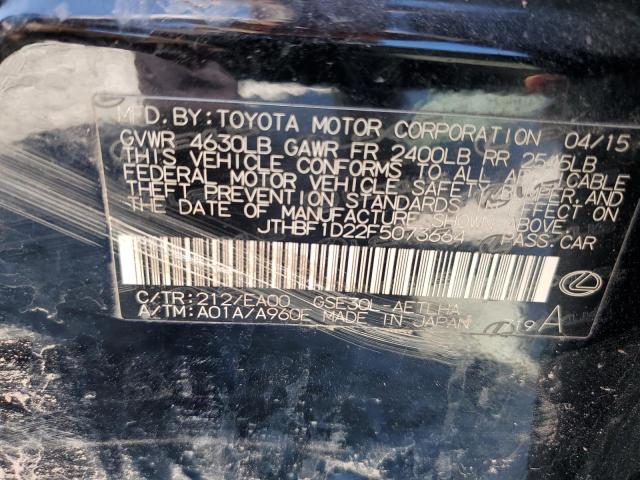 MFD. BY: TOYOTA MOTOR CORPORATION 04/15
GVWR 4630LB GAWR FR 2400LB RR 2545LB
THIS VEHICLE CONFORMS TO ALL APPLICABLE
FEDERAL MOTOR VEHICLE SAFETY, BUMPER, AND
THEFT PREVENTION STANDARDS IN EFFECT ON
THE DATE OF MANUFACTURE SHOWN ABOVE.
JTHBF1D22F5073664 PASS.CAR
C/TR: 212/EA00 GSE30L-AETLHA
A/TM: A01A/A960E MADE IN JAPAN
19A